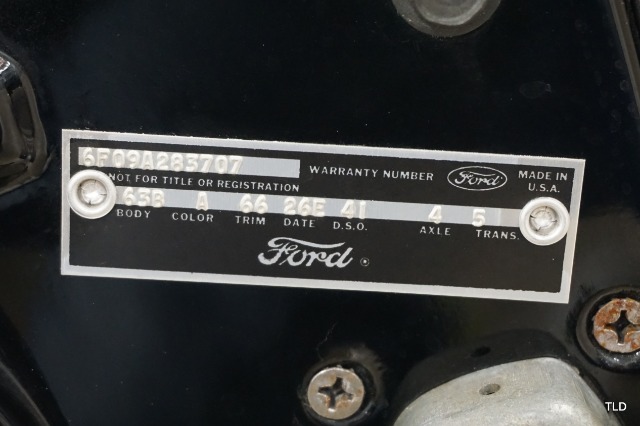 6F09A283707
WARRANTY NUMBER Ford MADE IN U.S.A.
NOT FOR TITLE OR REGISTRATION
63B A 66 26E 41 4 5
BODY COLOR TRIM DATE D.S.O. AXLE TRANS.
Ford
TLD